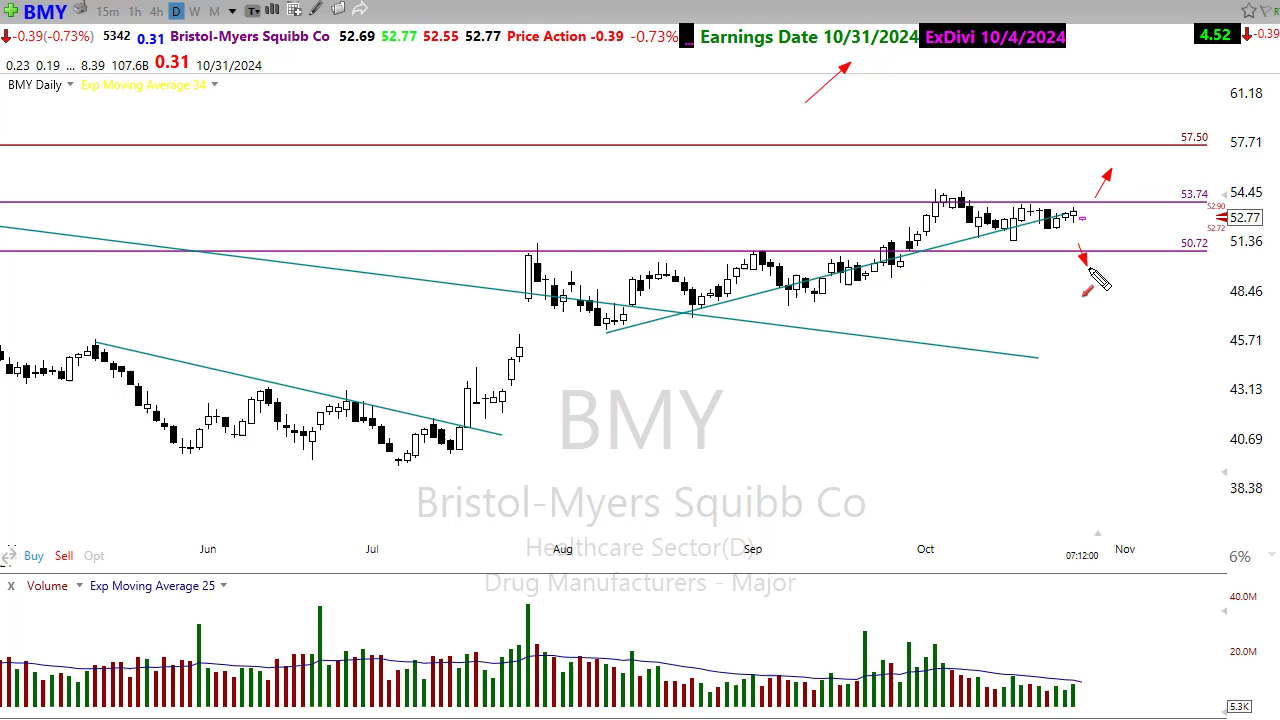 BMY 15m 1h 4h D W M T
-0.39(-0.73%) 5342 0.31 Bristol-Myers Squibb Co 52.69 52.77 52.55 52.77 Price Action -0.39 -0.73% ... Earnings Date 10/31/2024 ExDivi 10/4/2024 4.52 -0.39
0.23 0.19 ... 8.39 107.6B 0.31 10/31/2024
BMY Daily Exp Moving Average 34
61.18
57.50
57.71
53.74
54.45
52.90
52.77
52.72
50.72
51.36
48.46
45.71
43.13
40.69
38.38
BMY
Bristol-Myers Squibb Co
Healthcare Sector(D)
Drug Manufacturers - Major
Jun Jul Aug Sep Oct 07:12:00 Nov
Buy Sell Opt
6%
X Volume Exp Moving Average 25
40.0M
20.0M
5.3K